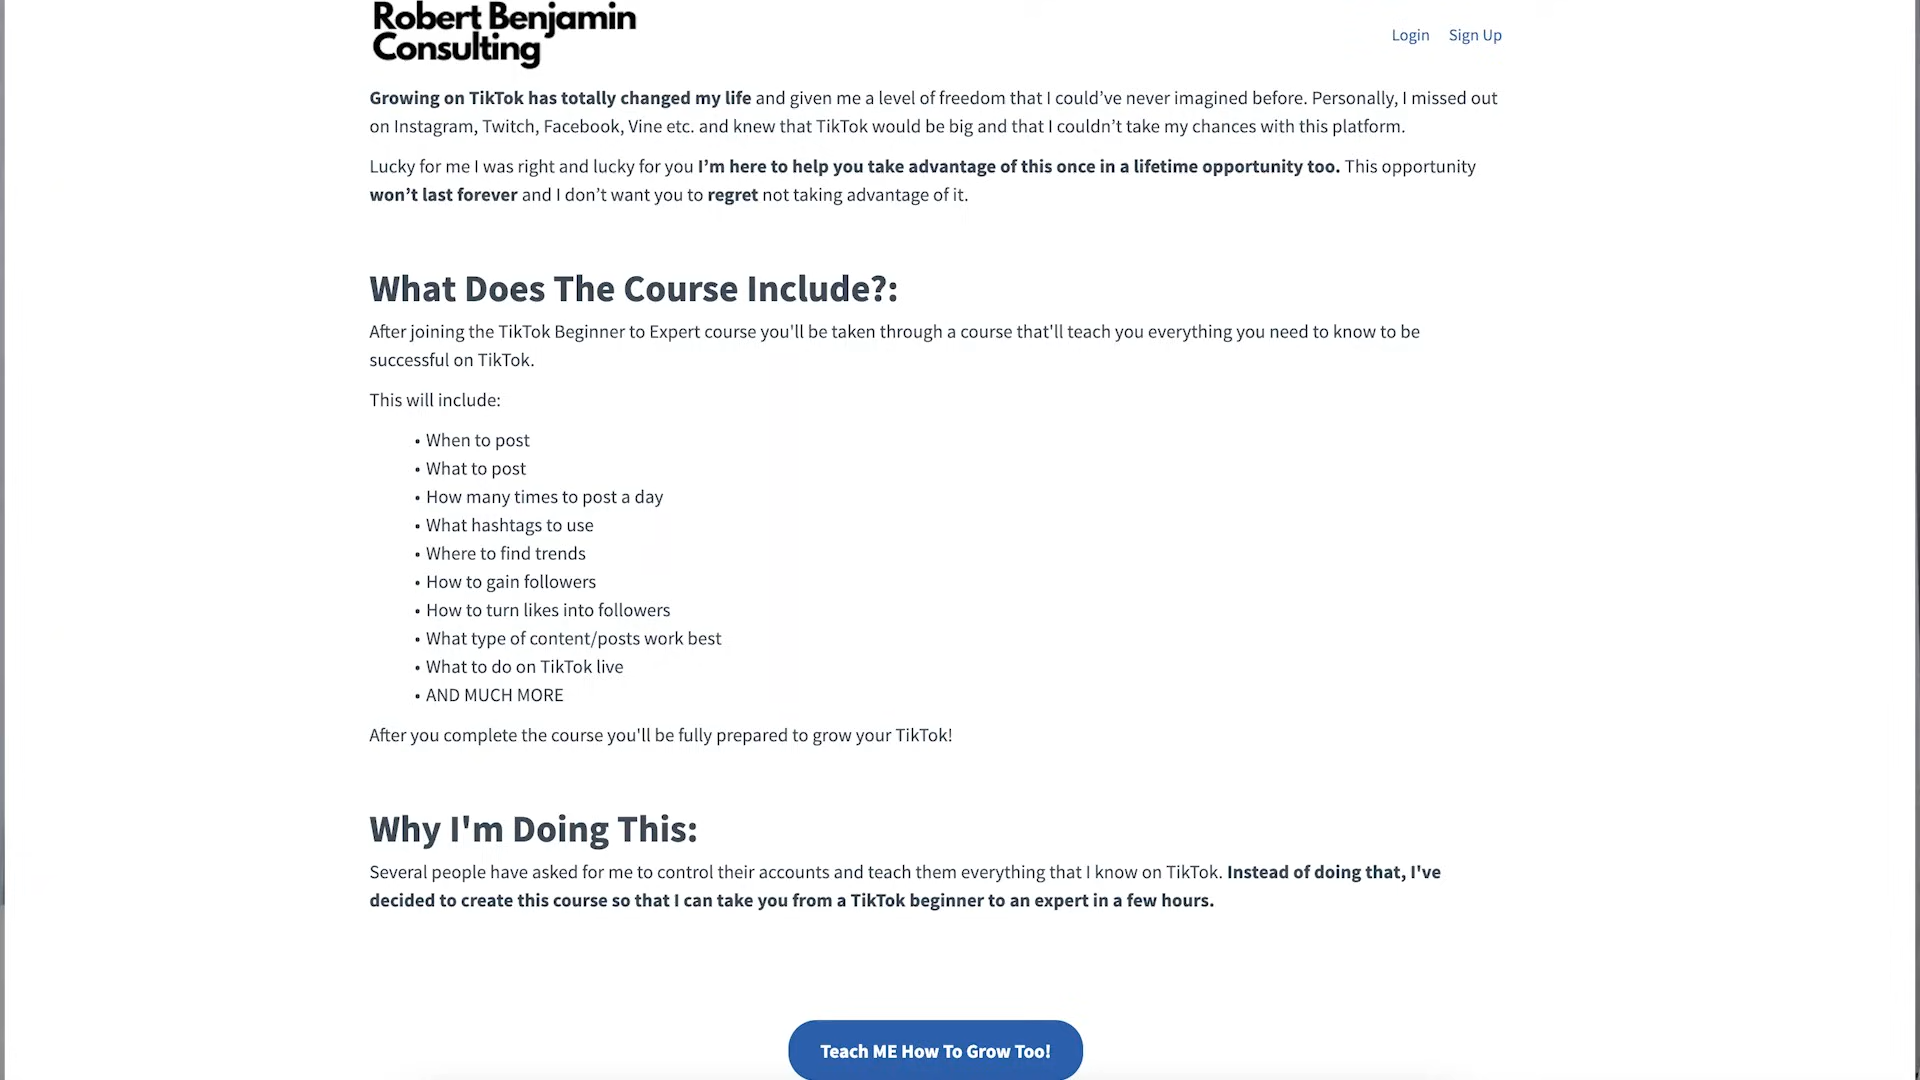 Robert Benjamin
Consulting
Login Sign Up
Growing on TikTok has totally changed my life and given me a level of freedom that I could’ve never imagined before. Personally, I missed out
on Instagram, Twitch, Facebook, Vine etc. and knew that TikTok would be big and that I couldn’t take my chances with this platform.
Lucky for me I was right and lucky for you I’m here to help you take advantage of this once in a lifetime opportunity too. This opportunity
won’t last forever and I don’t want you to regret not taking advantage of it.
What Does The Course Include?:
After joining the TikTok Beginner to Expert course you'll be taken through a course that'll teach you everything you need to know to be
successful on TikTok.
This will include:
• When to post
• What to post
• How many times to post a day
• What hashtags to use
• Where to find trends
• How to gain followers
• How to turn likes into followers
• What type of content/posts work best
• What to do on TikTok live
• AND MUCH MORE
After you complete the course you'll be fully prepared to grow your TikTok!
Why I'm Doing This:
Several people have asked for me to control their accounts and teach them everything that I know on TikTok. Instead of doing that, I've
decided to create this course so that I can take you from a TikTok beginner to an expert in a few hours.
Teach ME How To Grow Too!